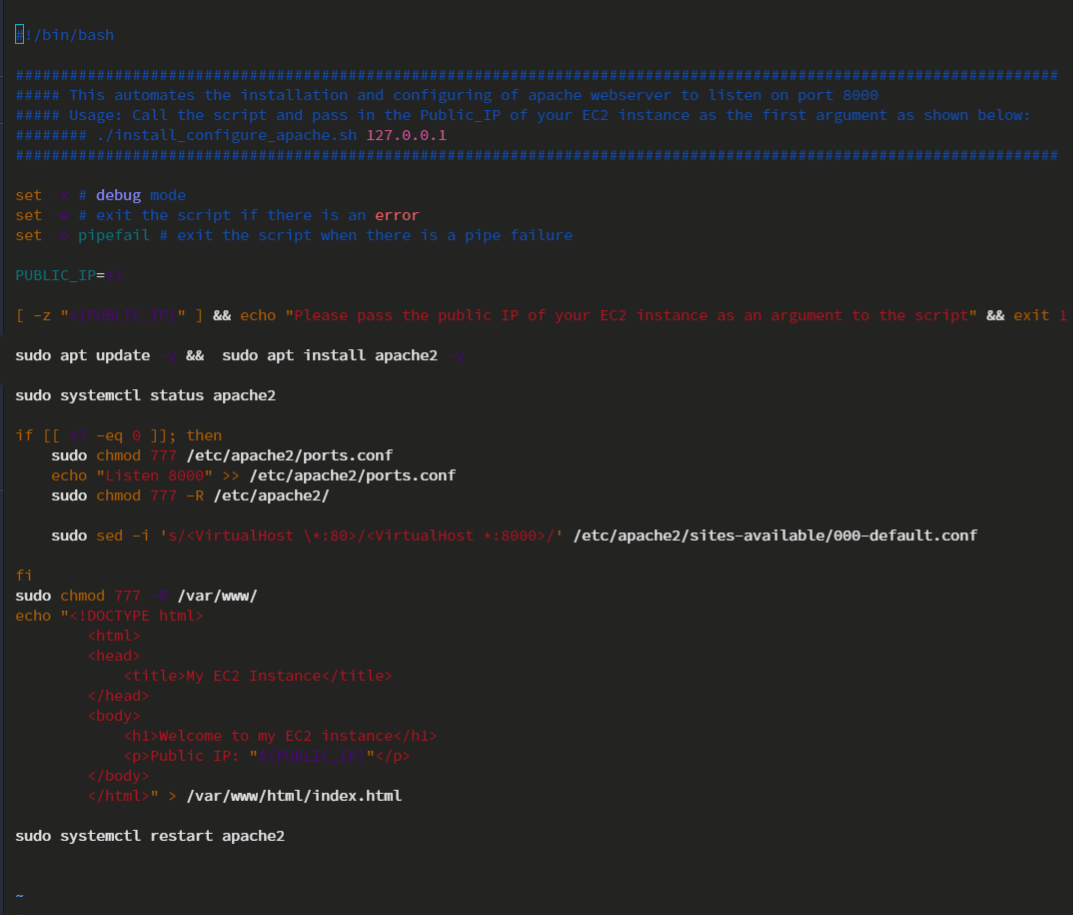 #!/bin/bash
####################################################################################################################
##### This automates the installation and configuring of apache webserver to listen on port 8000
##### Usage: Call the script and pass in the Public_IP of your EC2 instance as the first argument as shown below:
######## ./install_configure_apache.sh 127.0.0.1
####################################################################################################################
set -x # debug mode
set -e # exit the script if there is an error
set -o pipefail # exit the script when there is a pipe failure
PUBLIC_IP=$1
[ -z "${PUBLIC_IP}" ] && echo "Please pass the public IP of your EC2 instance as an argument to the script" && exit 1
sudo apt update -y &&  sudo apt install apache2 -y
sudo systemctl status apache2
if [[ $? -eq 0 ]]; then
    sudo chmod 777 /etc/apache2/ports.conf
    echo "Listen 8000" >> /etc/apache2/ports.conf
    sudo chmod 777 -R /etc/apache2/
    sudo sed -i 's/<VirtualHost \*:80>/<VirtualHost *:8000>/' /etc/apache2/sites-available/000-default.conf
fi
sudo chmod 777 -R /var/www/
echo "<!DOCTYPE html>
        <html>
        <head>
            <title>My EC2 Instance</title>
        </head>
        <body>
            <h1>Welcome to my EC2 instance</h1>
            <p>Public IP: "${PUBLIC_IP}"</p>
        </body>
        </html>" > /var/www/html/index.html
sudo systemctl restart apache2
~